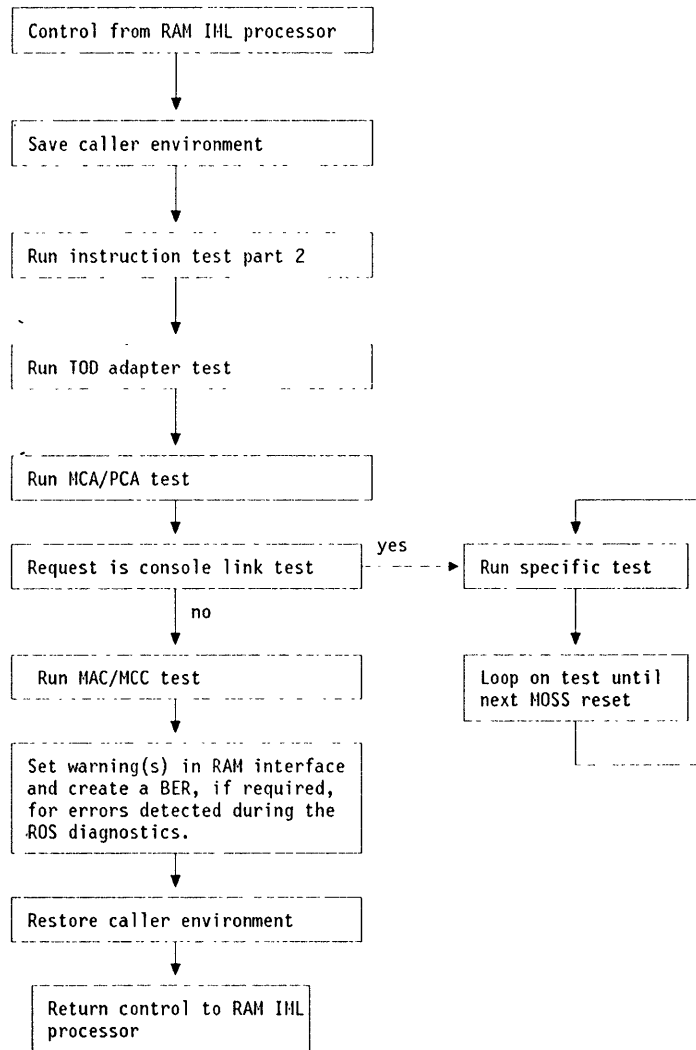 Control from RAM IML processor
Save caller environment
Run instruction test part 2
Run TOD adapter test
Run MCA/PCA test
Request is console link test
yes
Run specific test
no
Run MAC/MCC test
Loop on test until
next MOSS reset
Set warning(s) in RAM interface
and create a BER, if required,
for errors detected during the
ROS diagnostics.
Restore caller environment
Return control to RAM IML
processor